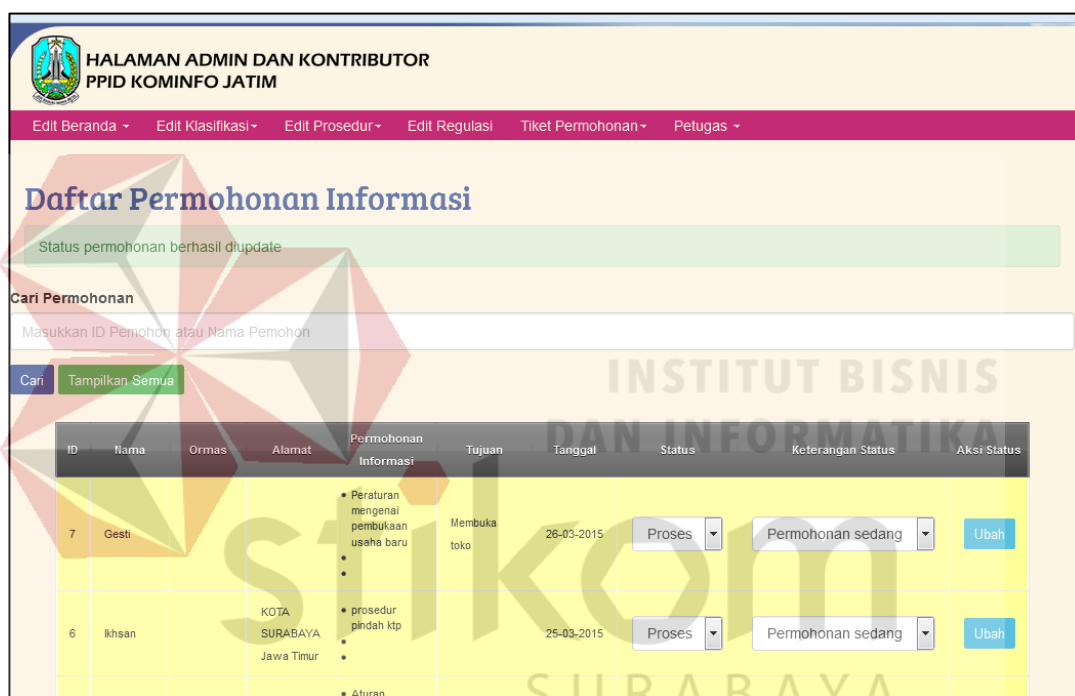 HALAMAN ADMIN DAN KONTRIBUTOR
PPID KOMINFO JATIM
Edit Beranda Edit Klasifikasi Edit Prosedur Edit Regulasi Tiket Permohonan Petugas
Daftar Permohonan Informasi
Status permohonan berhasil diupdate
Cari Permohonan
Masukkan ID Pemohon atau Nama Pemohon
Cari Tampilkan Semua
INSTITUT BISNIS
DAN INFORMATIKA
stikom
SURABAYA
ID Nama Ormas Alamat Permohonan Informasi Tujuan Tanggal Status Keterangan Status Aksi Status
7 Gesti • Peraturan mengenai pembukaan usaha baru • • Membuka toko 26-03-2015 Proses Permohonan sedang Ubah
6 Ikhsan KOTA SURABAYA Jawa Timur • prosedur pindah ktp • • 25-03-2015 Proses Permohonan sedang Ubah
• Aturan